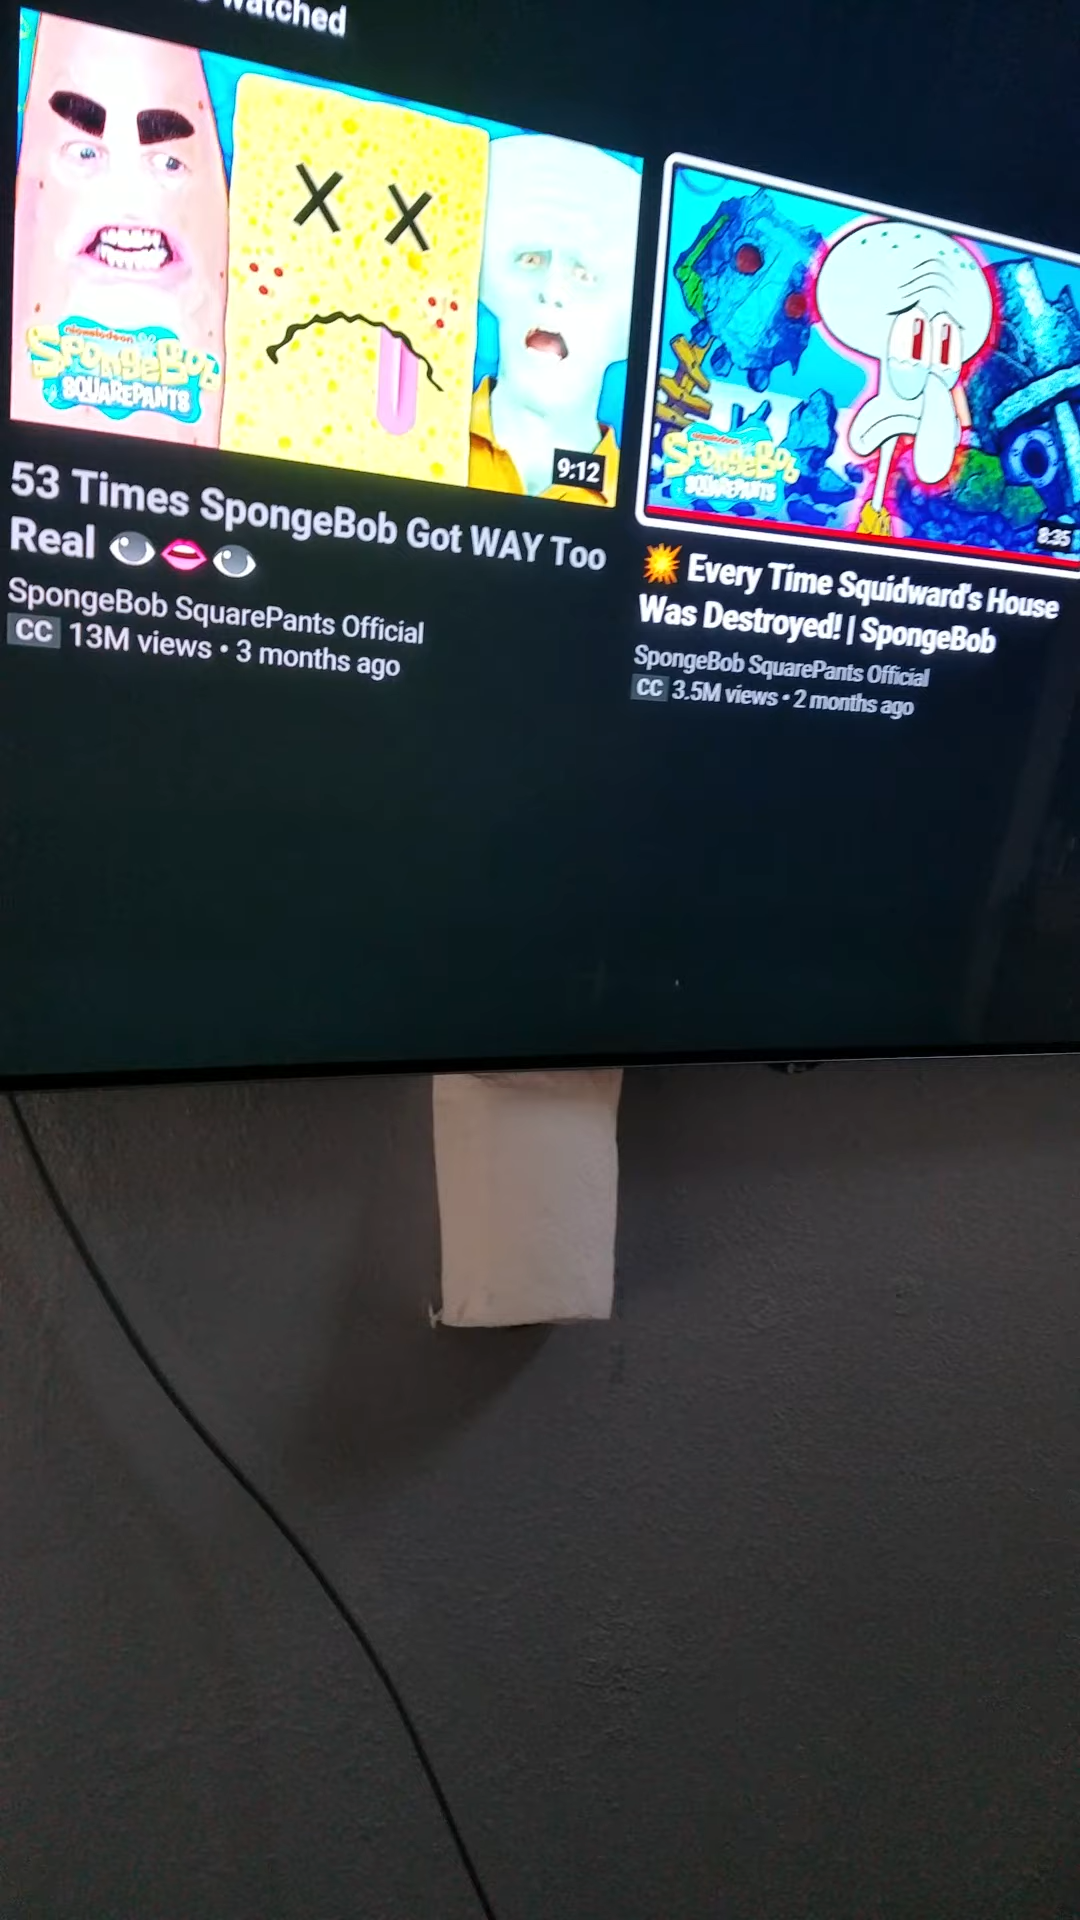 watched
nickelodeon
SpongeBob
SQUAREPANTS
9:12
53 Times SpongeBob Got WAY Too
Real 👁️👄👁️
SpongeBob SquarePants Official
CC 13M views • 3 months ago
nickelodeon
SpongeBob
SQUAREPANTS
8:35
💥 Every Time Squidward's House
Was Destroyed! | SpongeBob
SpongeBob SquarePants Official
CC 3.5M views • 2 months ago